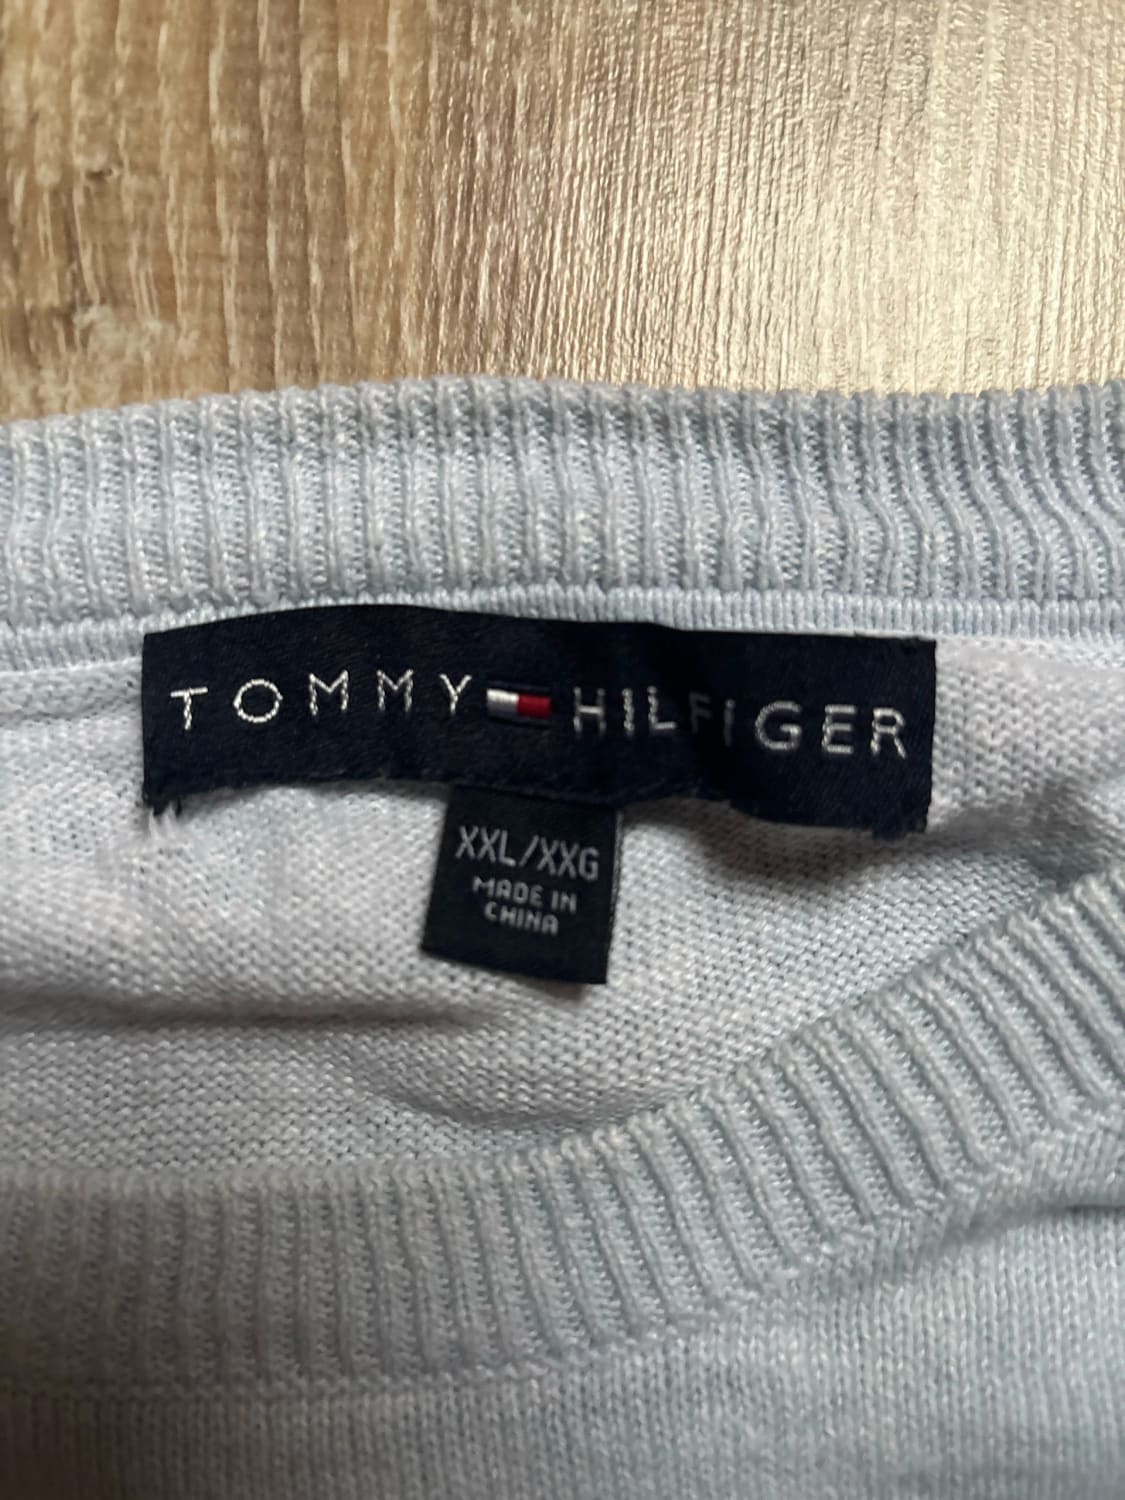 TOMMY HILFIGER
XXL/XXG
MADE IN
CHINA